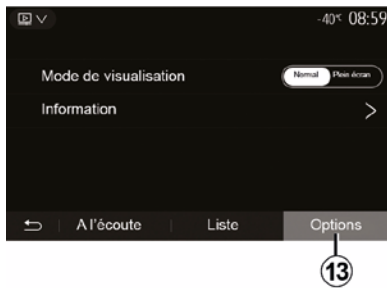 -40°C 08:59
Mode de visualisation Normal Plein écran
Information >
A l'écoute Liste Options
13